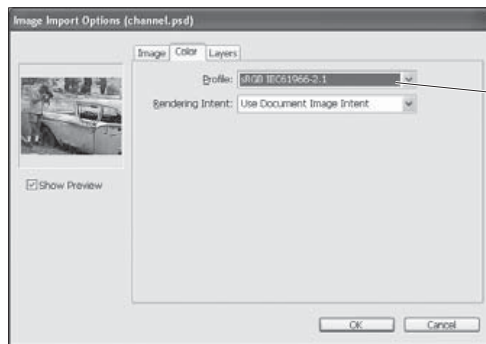 Image Import Options (channel.psd)
Image Color Layers
Profile: sRGB IEC61966-2.1
Rendering Intent: Use Document Image Intent
Show Preview
OK Cancel